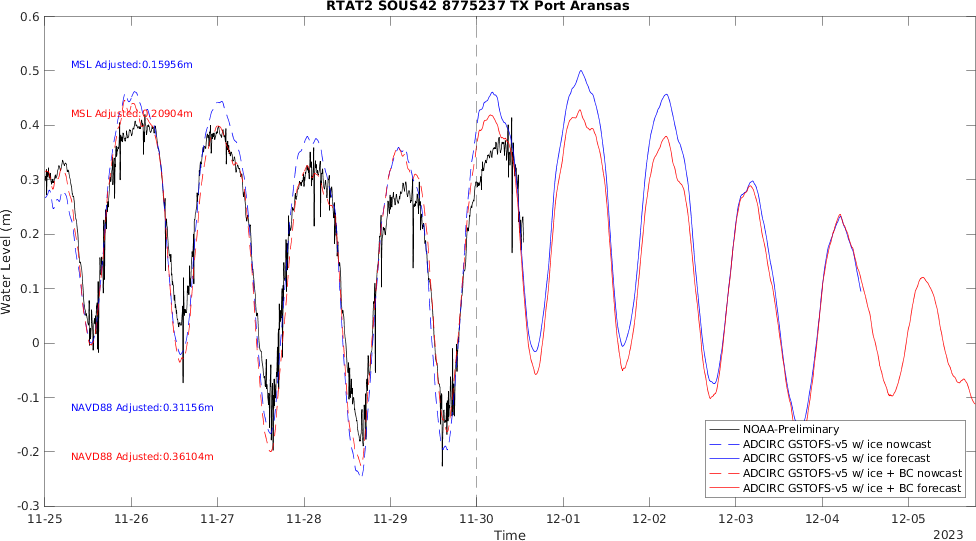 RTAT2 SOUS42 8775237 TX Port Aransas
0.6
0.5
0.4
0.3
0.2
0.1
0
-0.1
-0.2
-0.3
Water Level (m)
MSL Adjusted:0.15956m
MSL Adjusted:0.20904m
NAVD88 Adjusted:0.31156m
NAVD88 Adjusted:0.36104m
NOAA-Preliminary
ADCIRC GSTOFS-v5 w/ ice nowcast
ADCIRC GSTOFS-v5 w/ ice forecast
ADCIRC GSTOFS-v5 w/ ice + BC nowcast
ADCIRC GSTOFS-v5 w/ ice + BC forecast
11-25 11-26 11-27 11-28 11-29 11-30 12-01 12-02 12-03 12-04 12-05
Time
2023